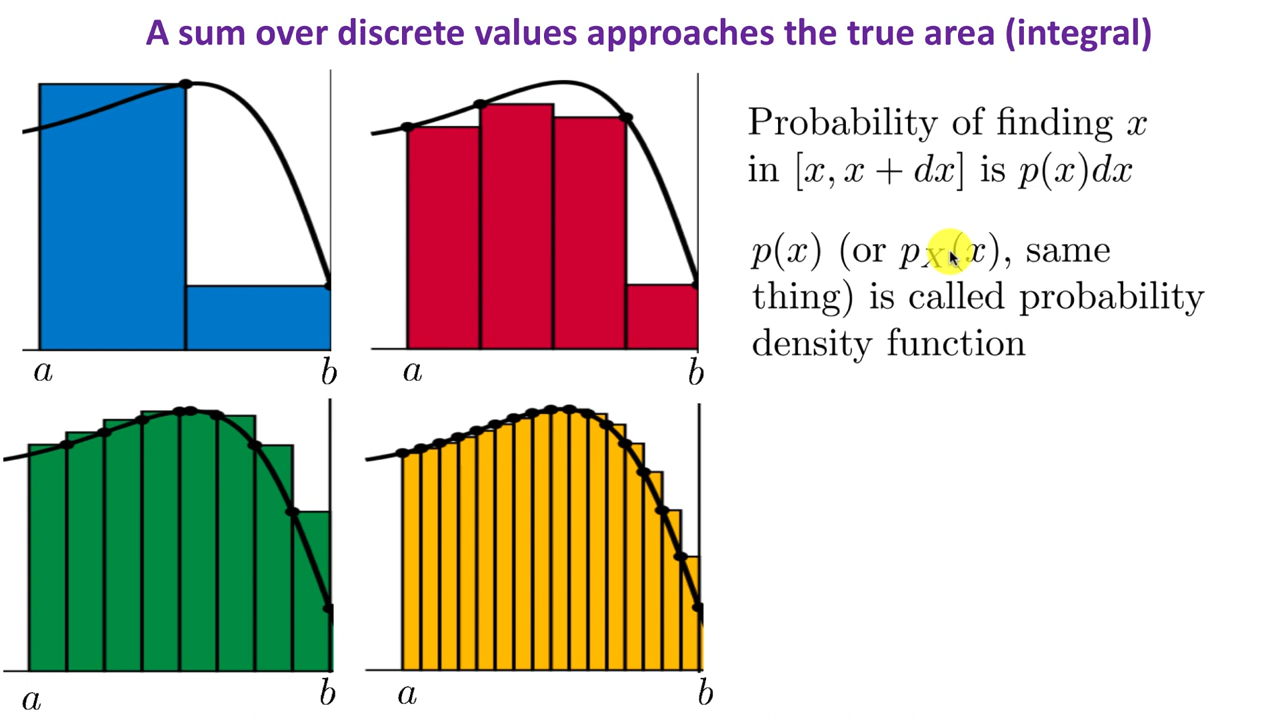 A sum over discrete values approaches the true area (integral)
a
b
a
b
Probability of finding x
in [x, x + dx] is p(x)dx
p(x) (or p_X(x), same
thing) is called probability
density function
a
b
a
b